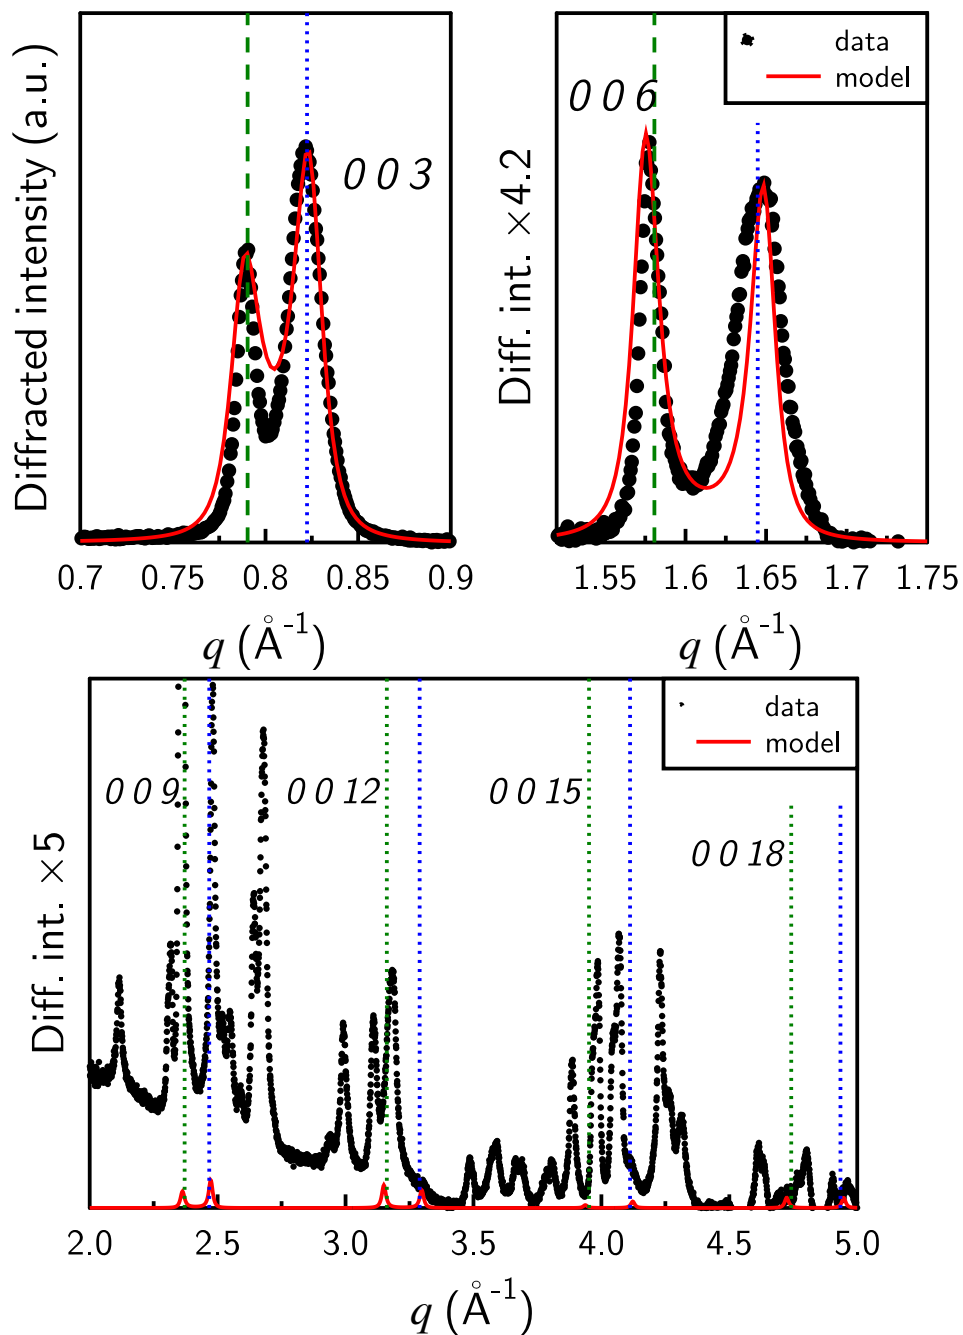 Diffracted intensity (a.u.)
0 0 3
0.7 0.75 0.8 0.85 0.9
q (Å-1)
Diff. int. ×4.2
0 0 6
data
model
1.55 1.6 1.65 1.7 1.75
q (Å-1)
Diff. int. ×5
data
model
0 0 9 0 0 12 0 0 15
0 0 18
2.0 2.5 3.0 3.5 4.0 4.5 5.0
q (Å-1)